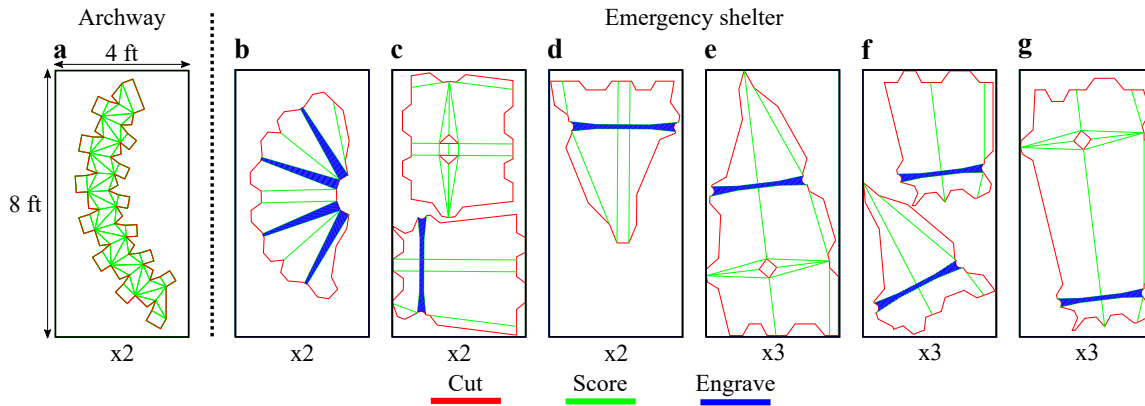 Archway
Emergency shelter
a b c d e f g
4 ft
8 ft
x2 x2 x2 x2 x3 x3 x3
Cut Score Engrave